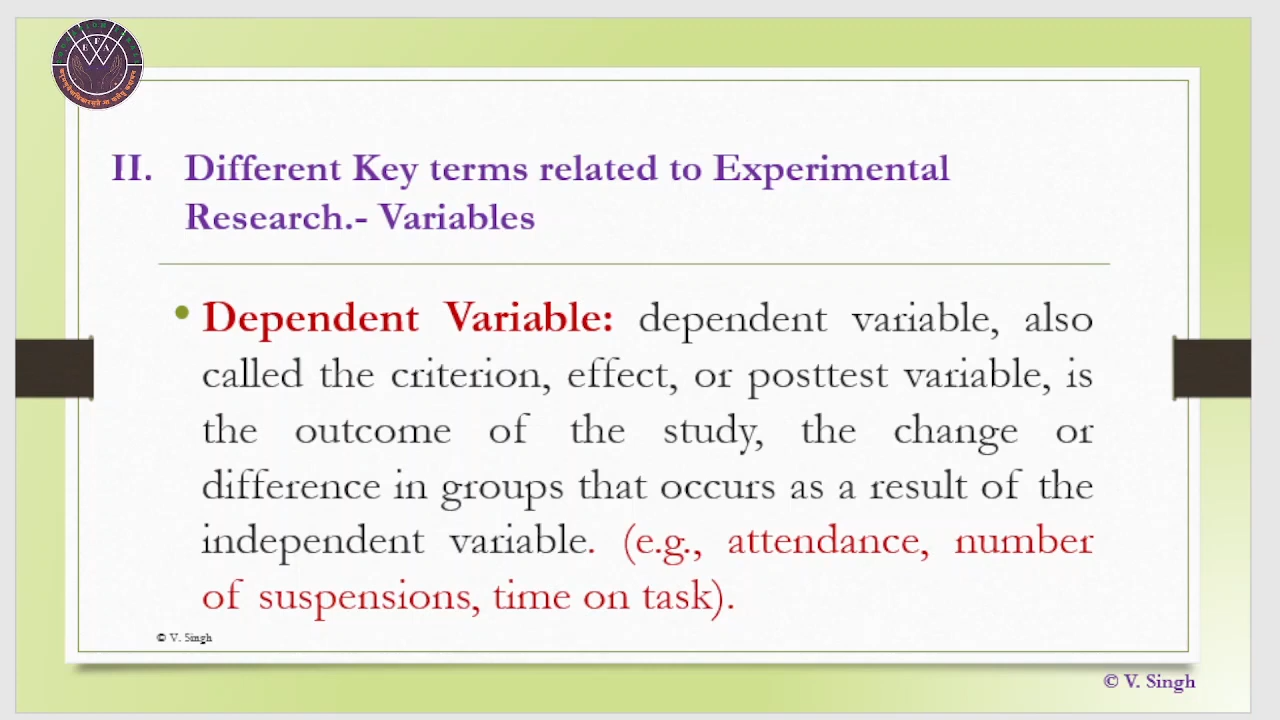 E F A
II. Different Key terms related to Experimental
Research.- Variables
• Dependent Variable: dependent variable, also
called the criterion, effect, or posttest variable, is
the outcome of the study, the change or
difference in groups that occurs as a result of the
independent variable. (e.g., attendance, number
of suspensions, time on task).
© V. Singh
© V. Singh